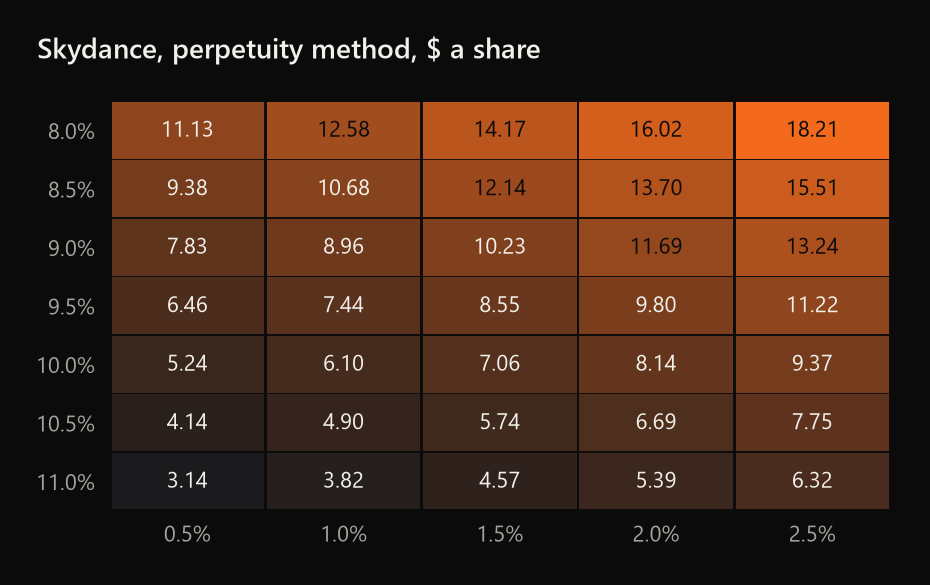 Skydance, perpetuity method, $ a share
8.0% 11.13 12.58 14.17 16.02 18.21
8.5% 9.38 10.68 12.14 13.70 15.51
9.0% 7.83 8.96 10.23 11.69 13.24
9.5% 6.46 7.44 8.55 9.80 11.22
10.0% 5.24 6.10 7.06 8.14 9.37
10.5% 4.14 4.90 5.74 6.69 7.75
11.0% 3.14 3.82 4.57 5.39 6.32
0.5% 1.0% 1.5% 2.0% 2.5%